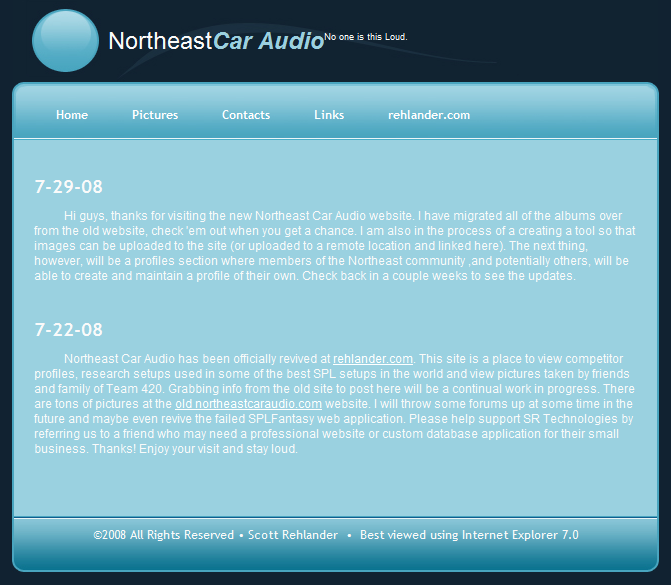 NortheastCar Audio No one is this Loud.
Home Pictures Contacts Links rehlander.com
7-29-08
Hi guys, thanks for visiting the new Northeast Car Audio website. I have migrated all of the albums over
from the old website, check 'em out when you get a chance. I am also in the process of a creating a tool so that
images can be uploaded to the site (or uploaded to a remote location and linked here). The next thing,
however, will be a profiles section where members of the Northeast community ,and potentially others, will be
able to create and maintain a profile of their own. Check back in a couple weeks to see the updates.
7-22-08
Northeast Car Audio has been officially revived at rehlander.com. This site is a place to view competitor
profiles, research setups used in some of the best SPL setups in the world and view pictures taken by friends
and family of Team 420. Grabbing info from the old site to post here will be a continual work in progress. There
are tons of pictures at the old northeastcaraudio.com website. I will throw some forums up at some time in the
future and maybe even revive the failed SPLFantasy web application. Please help support SR Technologies by
referring us to a friend who may need a professional website or custom database application for their small
business. Thanks! Enjoy your visit and stay loud.
©2008 All Rights Reserved • Scott Rehlander • Best viewed using Internet Explorer 7.0